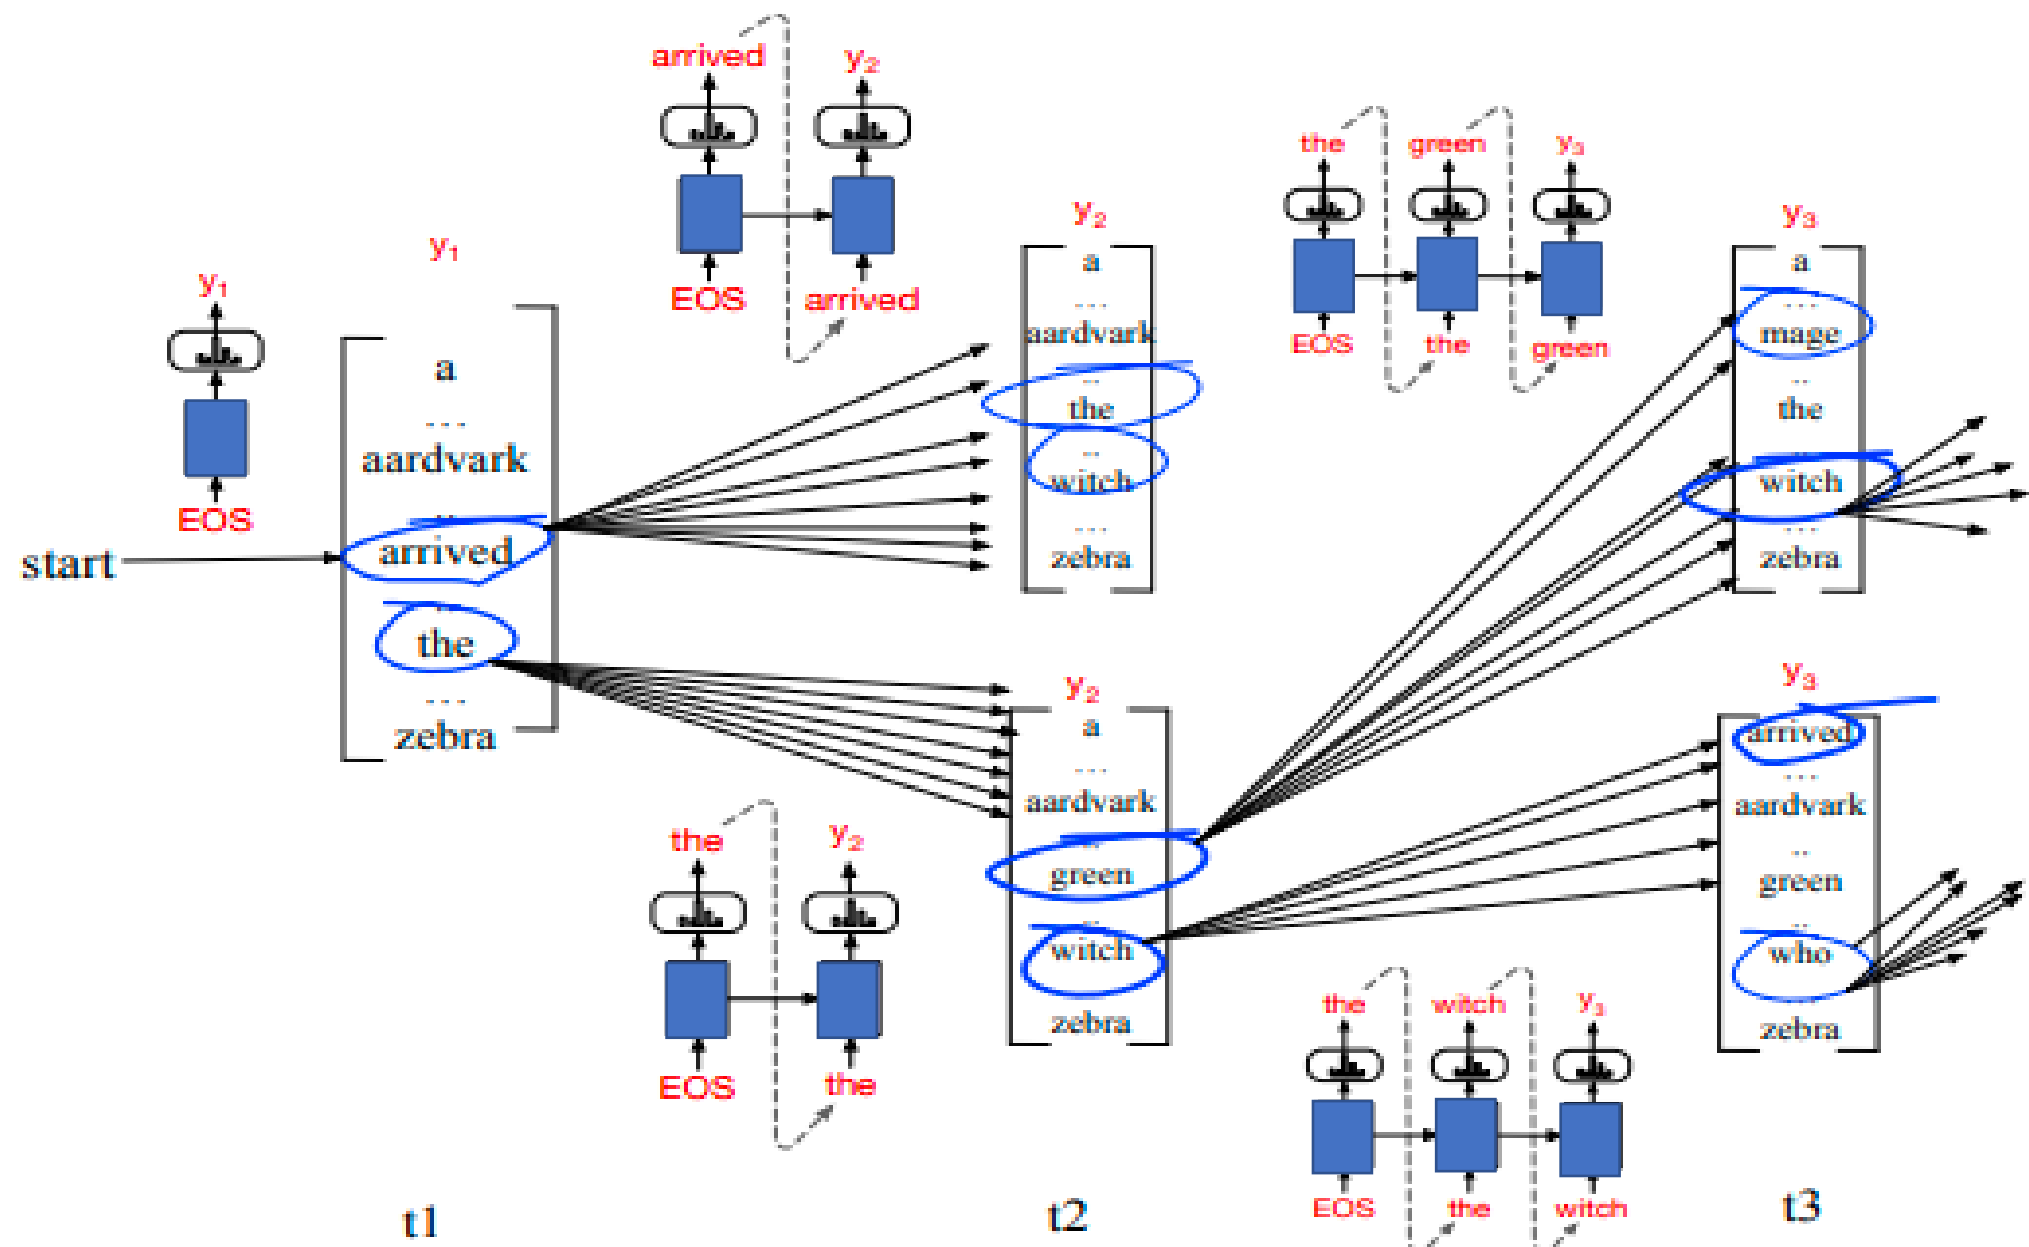 arrived y2
EOS arrived
y1
EOS
start
y1
a
...
aardvark
..
arrived
..
the
...
zebra
t1
the y2
EOS the
y2
a
...
aardvark
..
the
..
witch
...
zebra
y2
a
...
aardvark
..
green
..
witch
zebra
t2
the green y3
EOS the green
y3
a
...
mage
..
the
..
witch
...
zebra
y3
arrived
...
aardvark
..
green
..
who
...
zebra
the witch y3
EOS the witch
t3